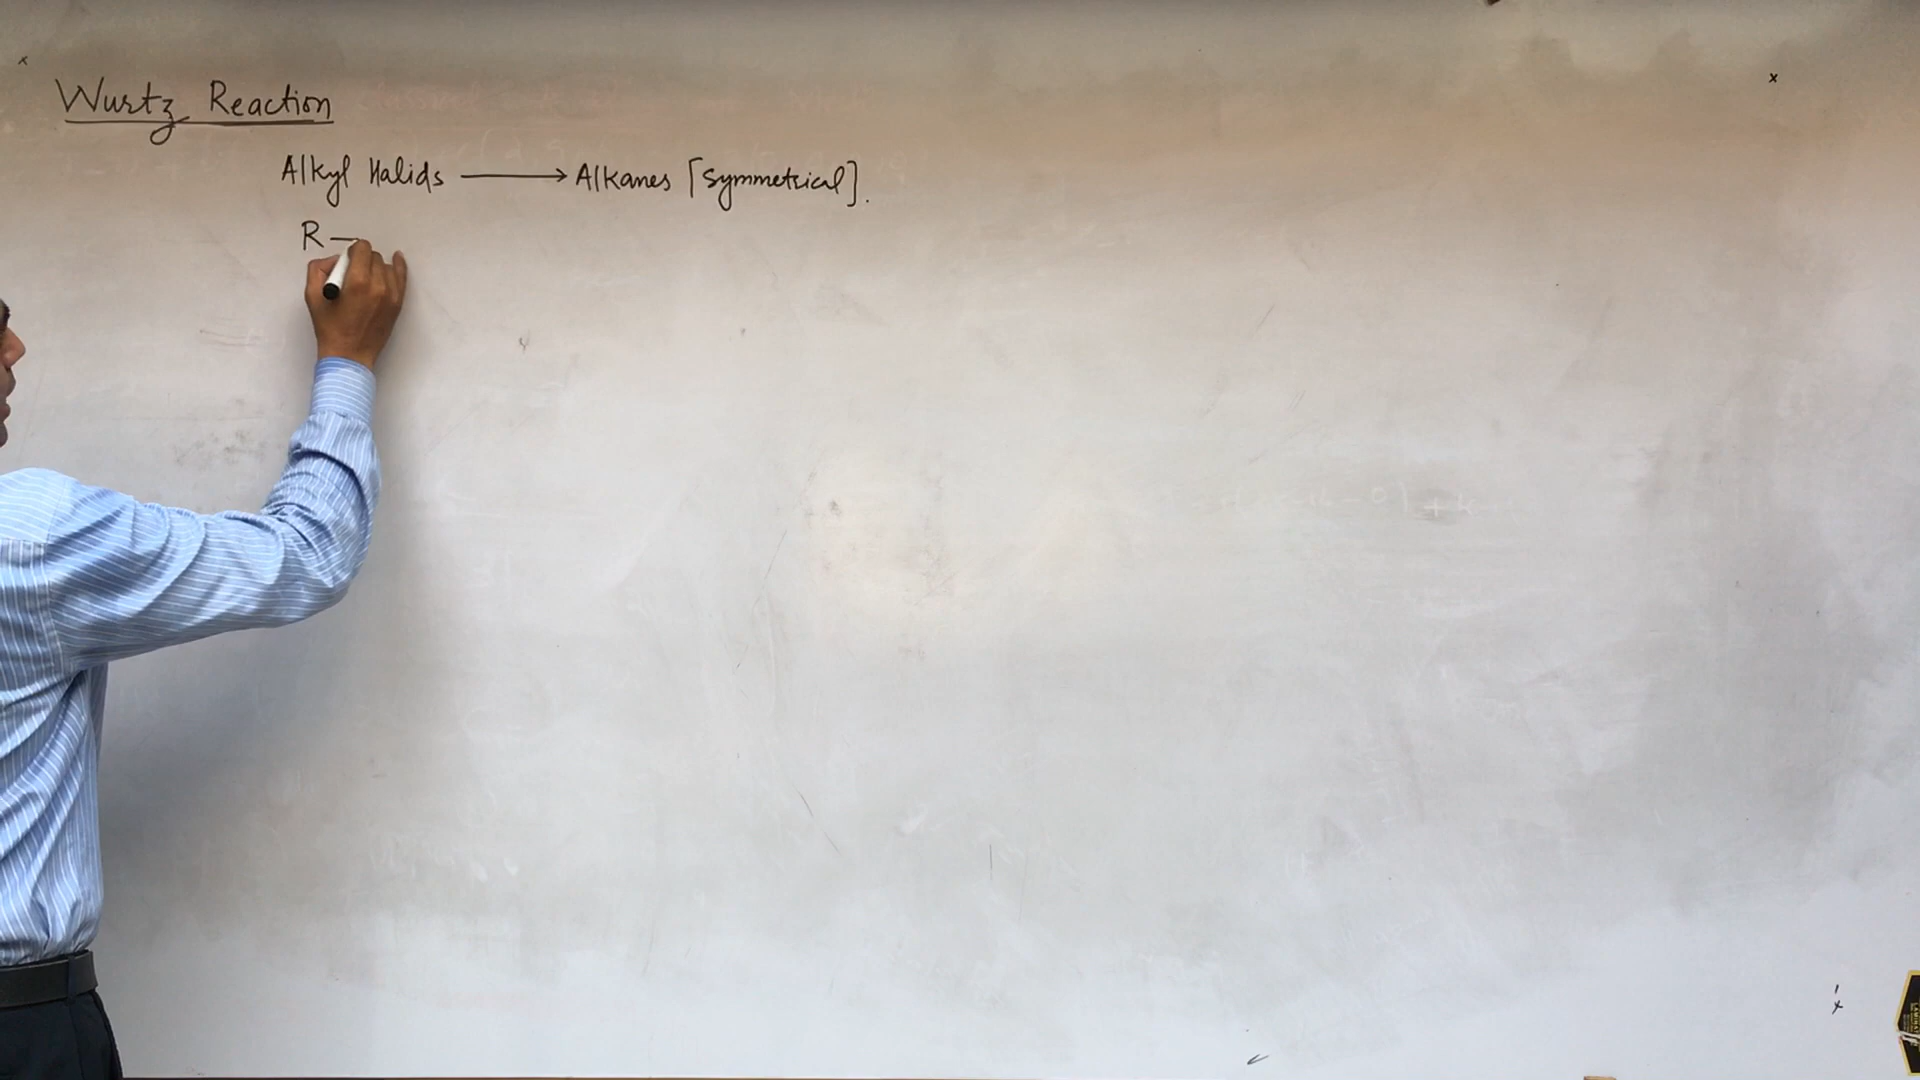 Wurtz Reaction
Alkyl Halids ⟶ Alkanes [Symmetrical].
R —